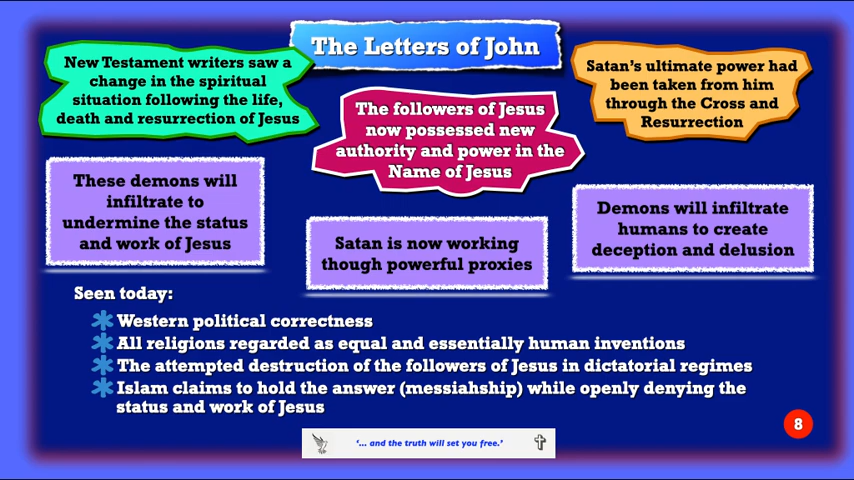 The Letters of John
New Testament writers saw a
change in the spiritual
situation following the life,
death and resurrection of Jesus
The followers of Jesus
now possessed new
authority and power in the
Name of Jesus
Satan's ultimate power had
been taken from him
through the Cross and
Resurrection
These demons will
infiltrate to
undermine the status
and work of Jesus
Satan is now working
though powerful proxies
Demons will infiltrate
humans to create
deception and delusion
Seen today:
Western political correctness
All religions regarded as equal and essentially human inventions
The attempted destruction of the followers of Jesus in dictatorial regimes
Islam claims to hold the answer (messiahship) while openly denying the
status and work of Jesus
8
'... and the truth will set you free.'